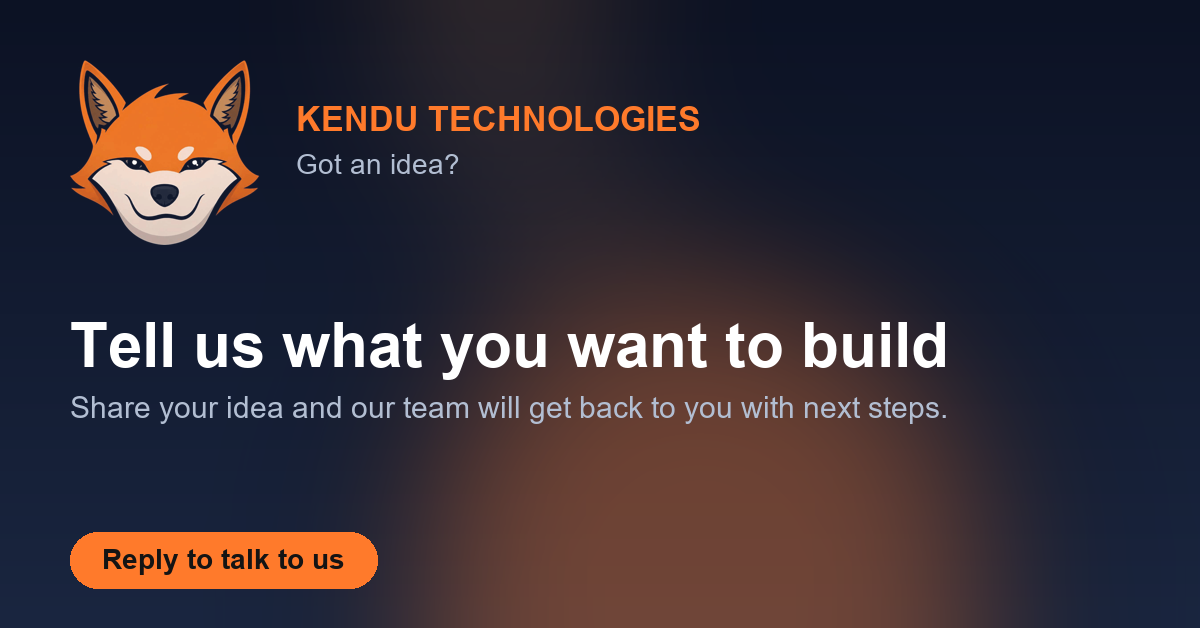 KENDU TECHNOLOGIES
Got an idea?
Tell us what you want to build
Share your idea and our team will get back to you with next steps.
Reply to talk to us